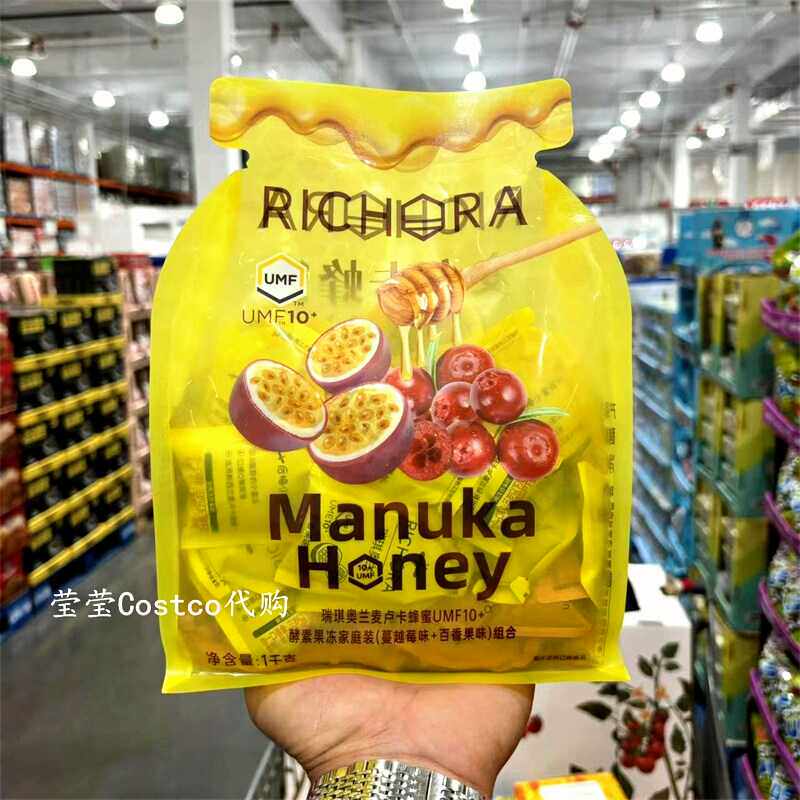 RICHORA
UMF
TM
UMF10+
Manuka
Honey
10+
UMF
瑞琪奥兰麦卢卡蜂蜜UMF10+
酵素果冻家庭装(蔓越莓味+百香果味)组合
净含量:1千克
莹莹Costco代购